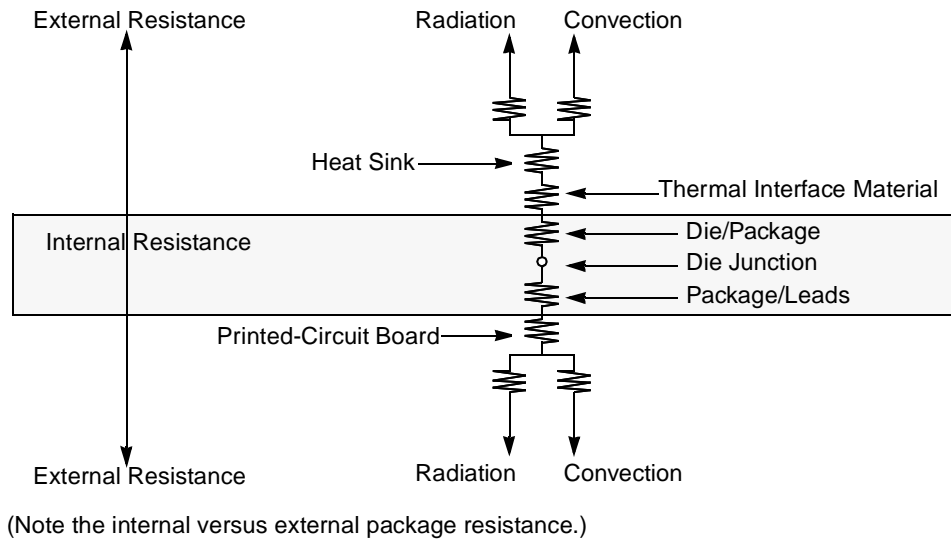 External Resistance
Radiation
Convection
Heat Sink
Thermal Interface Material
Internal Resistance
Die/Package
Die Junction
Package/Leads
Printed-Circuit Board
External Resistance
Radiation
Convection
(Note the internal versus external package resistance.)